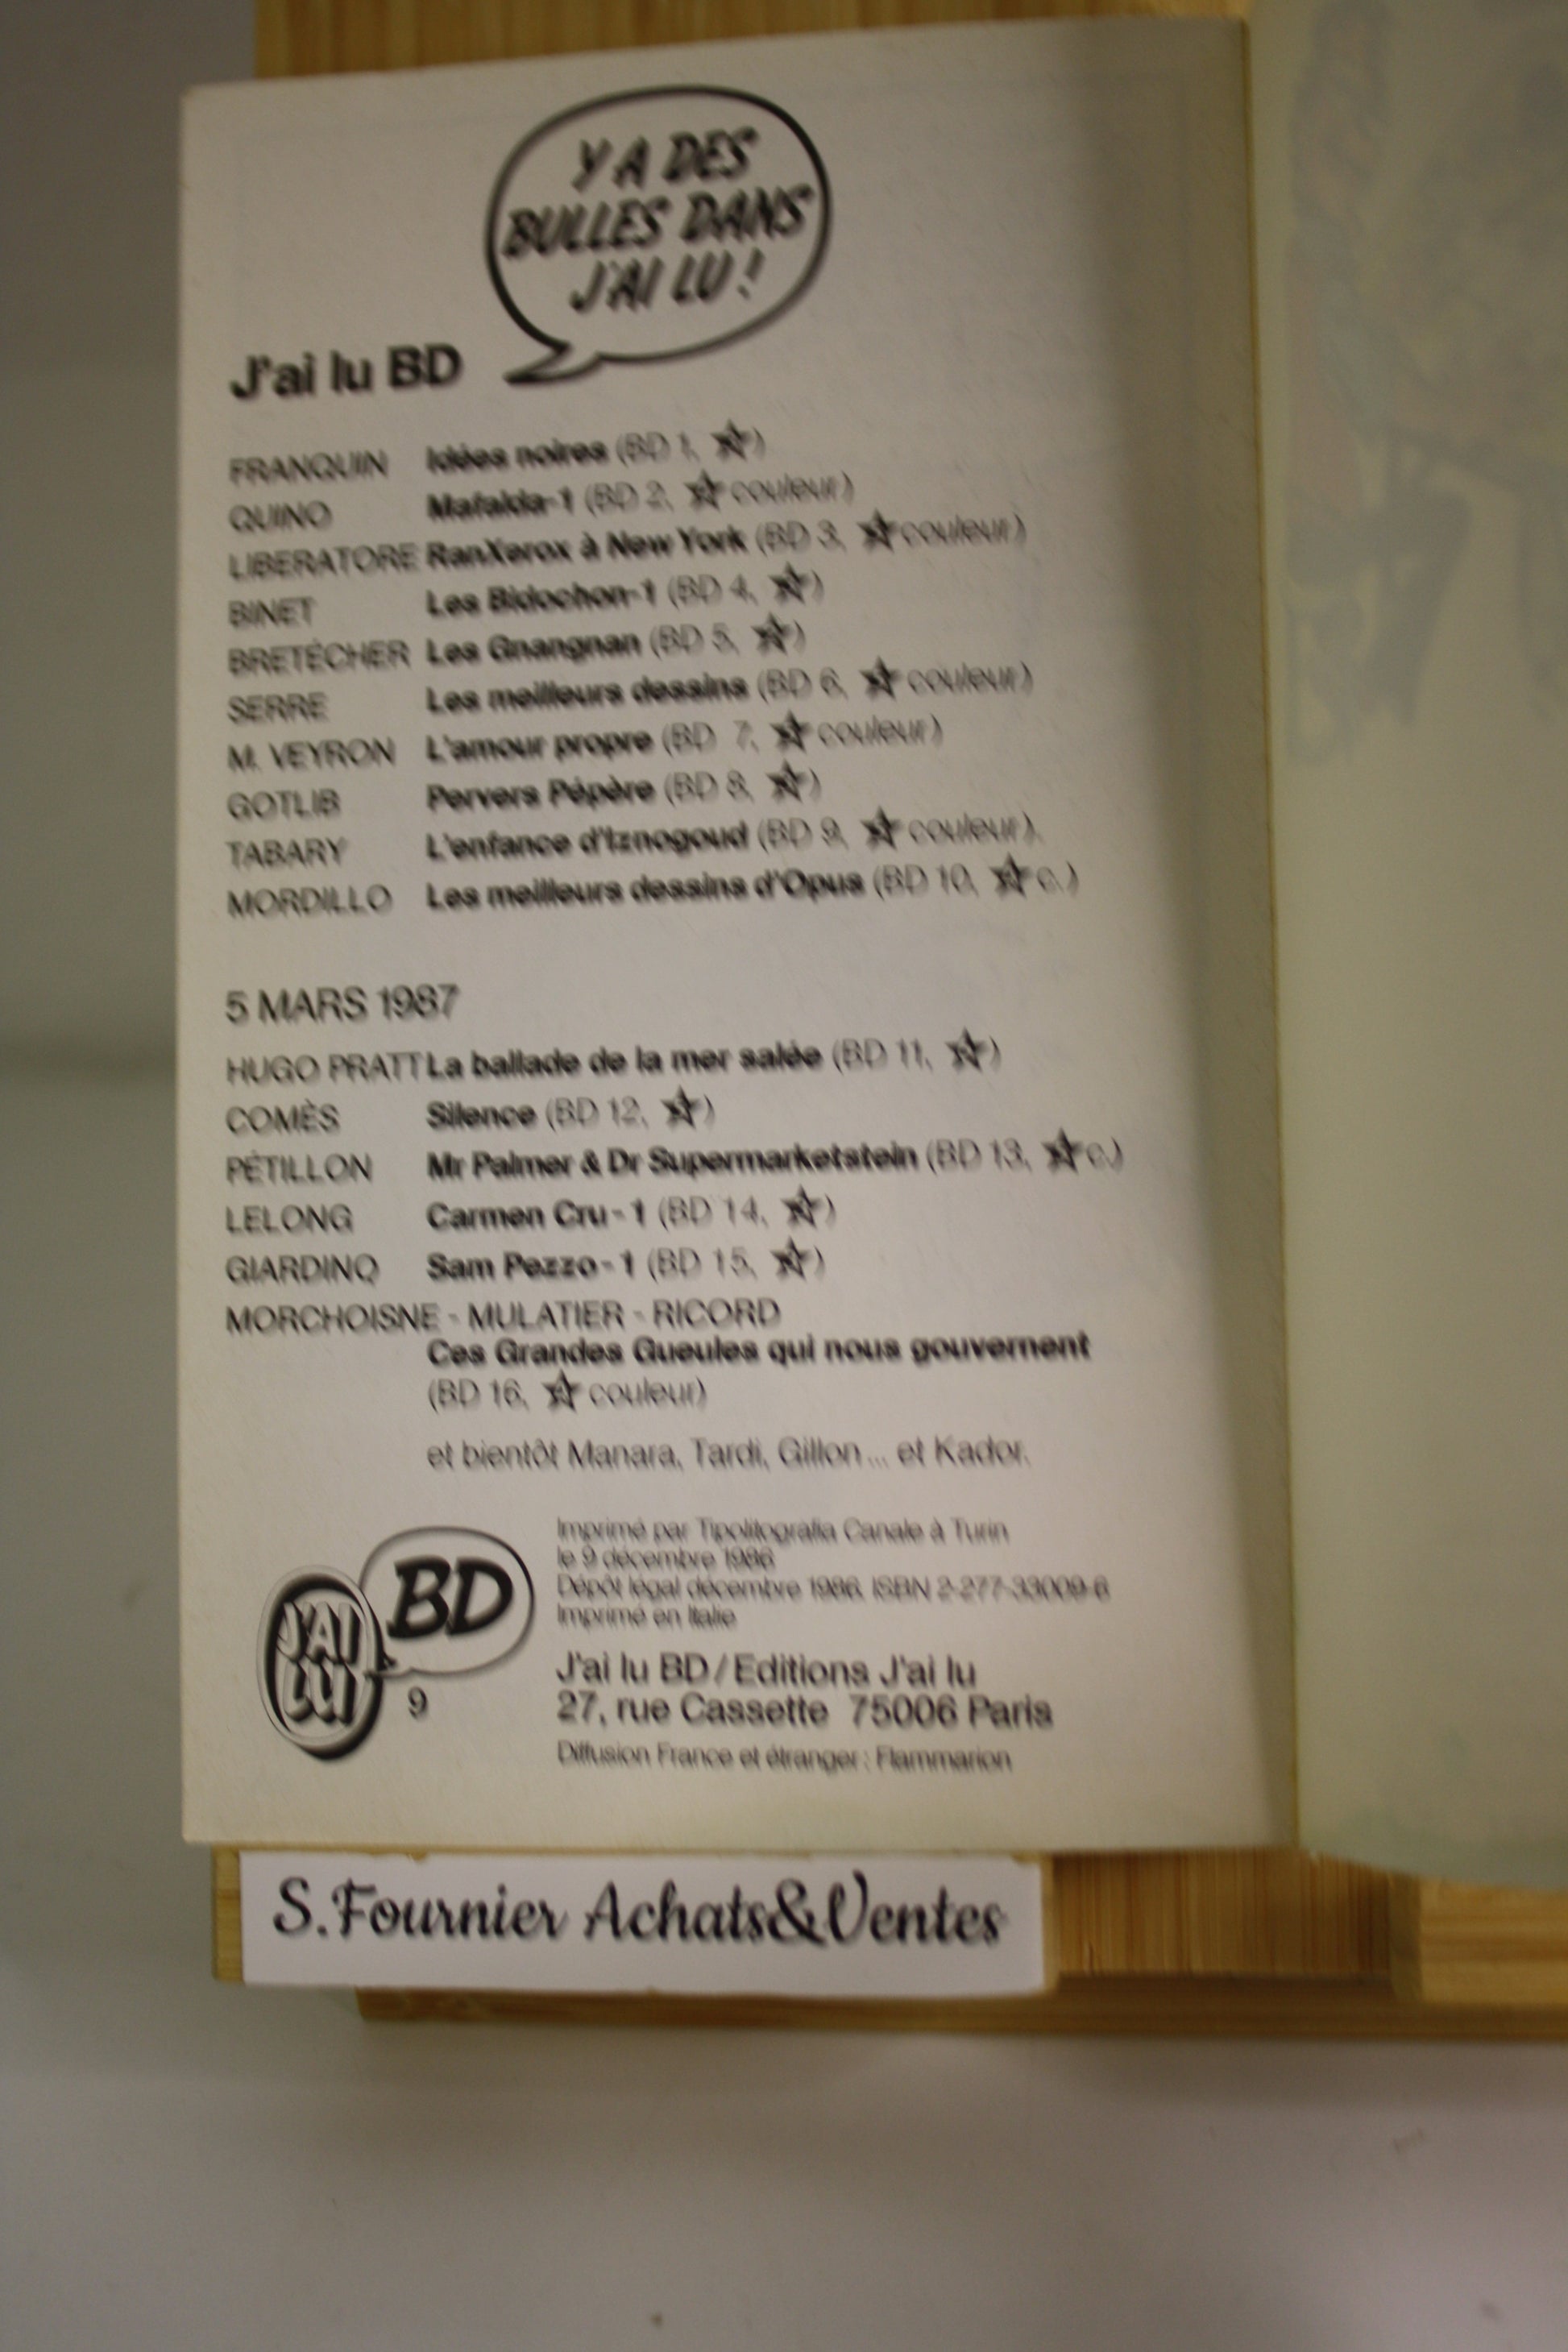 Y A DES
BULLES DANS
J'AI LU !
J'ai lu BD
FRANQUIN Idées noires (BD 1, ☆)
QUINO Mafalda-1 (BD 2, ☆ couleur)
LIBERATORE RanXerox à New York (BD 3, ☆ couleur)
BINET Les Bidochon-1 (BD 4, ☆)
BRETÉCHER Les Gnangnan (BD 5, ☆)
SERRE Les meilleurs dessins (BD 6, ☆ couleur)
M. VEYRON L'amour propre (BD 7, ☆ couleur)
GOTLIB Pervers Pépère (BD 8, ☆)
TABARY L'enfance d'Iznogoud (BD 9, ☆ couleur).
MORDILLO Les meilleurs dessins d'Opus (BD 10, ☆ c.)
5 MARS 1987
HUGO PRATT La ballade de la mer salée (BD 11, ☆)
COMÈS Silence (BD 12, ☆)
PÉTILLON Mr Palmer & Dr Supermarketstein (BD 13, ☆ c.)
LELONG Carmen Cru - 1 (BD 14, ☆)
GIARDINO Sam Pezzo - 1 (BD 15, ☆)
MORCHOISNE - MULATIER - RICORD
Ces Grandes Gueules qui nous gouvernent
(BD 16, ☆ couleur)
et bientôt Manara, Tardi, Gillon... et Kador.
Imprimé par Tipolitografia Canale à Turin
le 9 décembre 1986
Dépôt légal décembre 1986. ISBN 2-277-33009-6
Imprimé en Italie
BD
J'AI
LU
9
J'ai lu BD / Editions J'ai lu
27, rue Cassette 75006 Paris
Diffusion France et étranger : Flammarion
S.Fournier Achats&Ventes